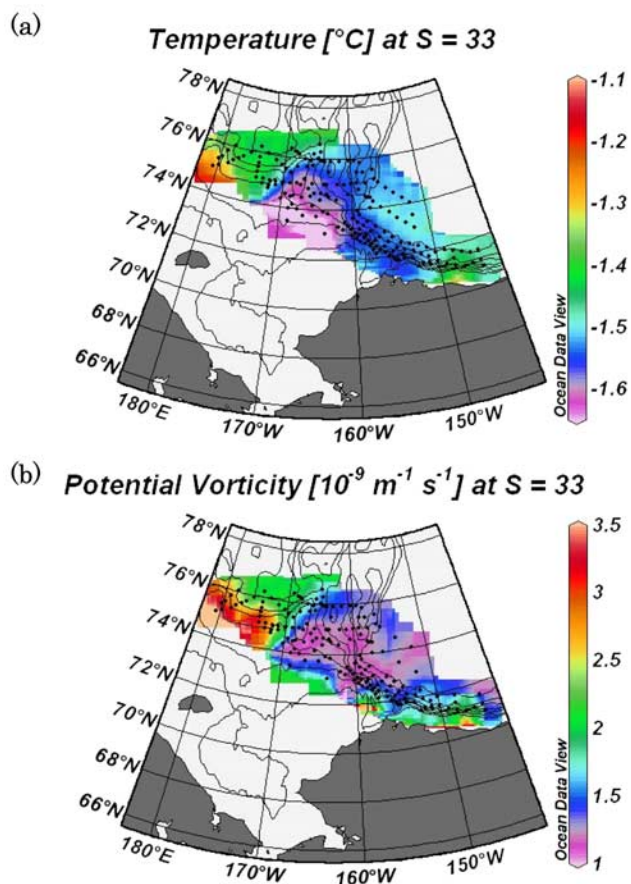 (a)
Temperature [°C] at S = 33
78°N
76°N
74°N
72°N
70°N
68°N
66°N
180°E
170°W
160°W
150°W
-1.1
-1.2
-1.3
-1.4
-1.5
-1.6
Ocean Data View
(b)
Potential Vorticity [10⁻⁹ m⁻¹ s⁻¹] at S = 33
78°N
76°N
74°N
72°N
70°N
68°N
66°N
180°E
170°W
160°W
150°W
3.5
3
2.5
2
1.5
1
Ocean Data View